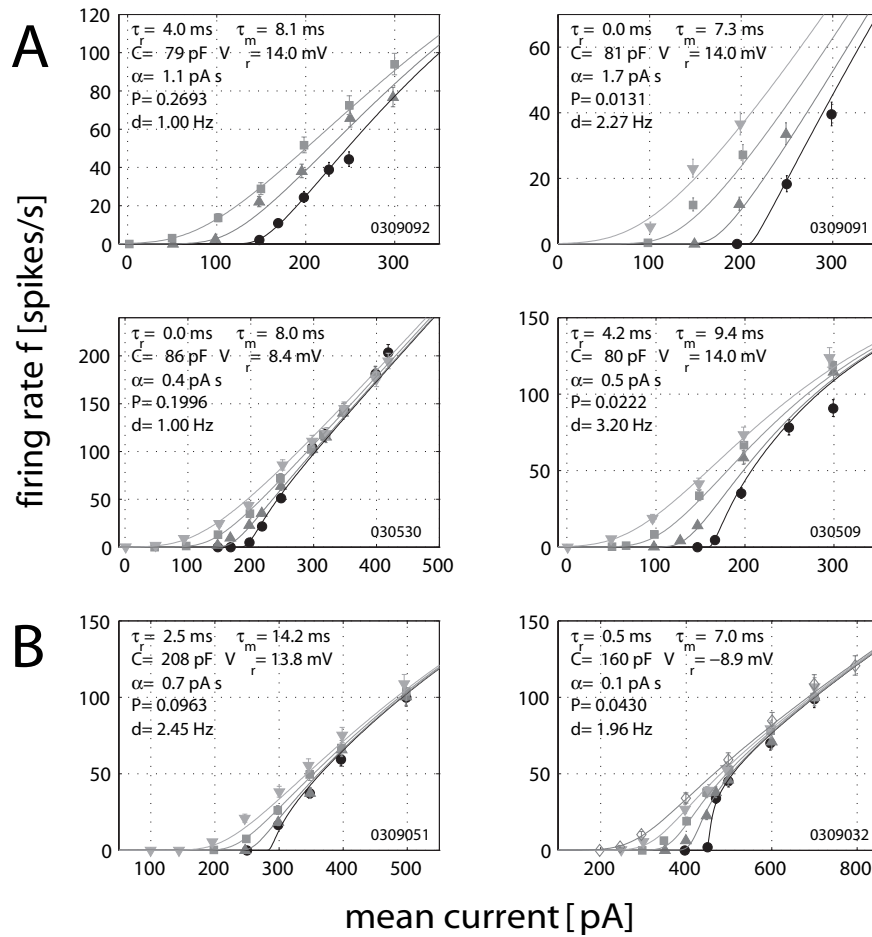 A
firing rate f [spikes/s]
120
100
80
60
40
20
0
0 100 200 300
τr= 4.0 ms τm= 8.1 ms
C= 79 pF Vr= 14.0 mV
α= 1.1 pA s
P= 0.2693
d= 1.00 Hz
0309092
60
40
20
0
0 100 200 300
τr= 0.0 ms τm= 7.3 ms
C= 81 pF Vr= 14.0 mV
α= 1.7 pA s
P= 0.0131
d= 2.27 Hz
0309091
200
150
100
50
0
0 100 200 300 400 500
τr= 0.0 ms τm= 8.0 ms
C= 86 pF Vr= 8.4 mV
α= 0.4 pA s
P= 0.1996
d= 1.00 Hz
030530
150
100
50
0
0 100 200 300
τr= 4.2 ms τm= 9.4 ms
C= 80 pF Vr= 14.0 mV
α= 0.5 pA s
P= 0.0222
d= 3.20 Hz
030509
B
150
100
50
0
100 200 300 400 500
τr= 2.5 ms τm= 14.2 ms
C= 208 pF Vr= 13.8 mV
α= 0.7 pA s
P= 0.0963
d= 2.45 Hz
0309051
150
100
50
0
100 200 300 400 600 800
τr= 0.5 ms τm= 7.0 ms
C= 160 pF Vr= −8.9 mV
α= 0.1 pA s
P= 0.0430
d= 1.96 Hz
0309032
mean current [pA]